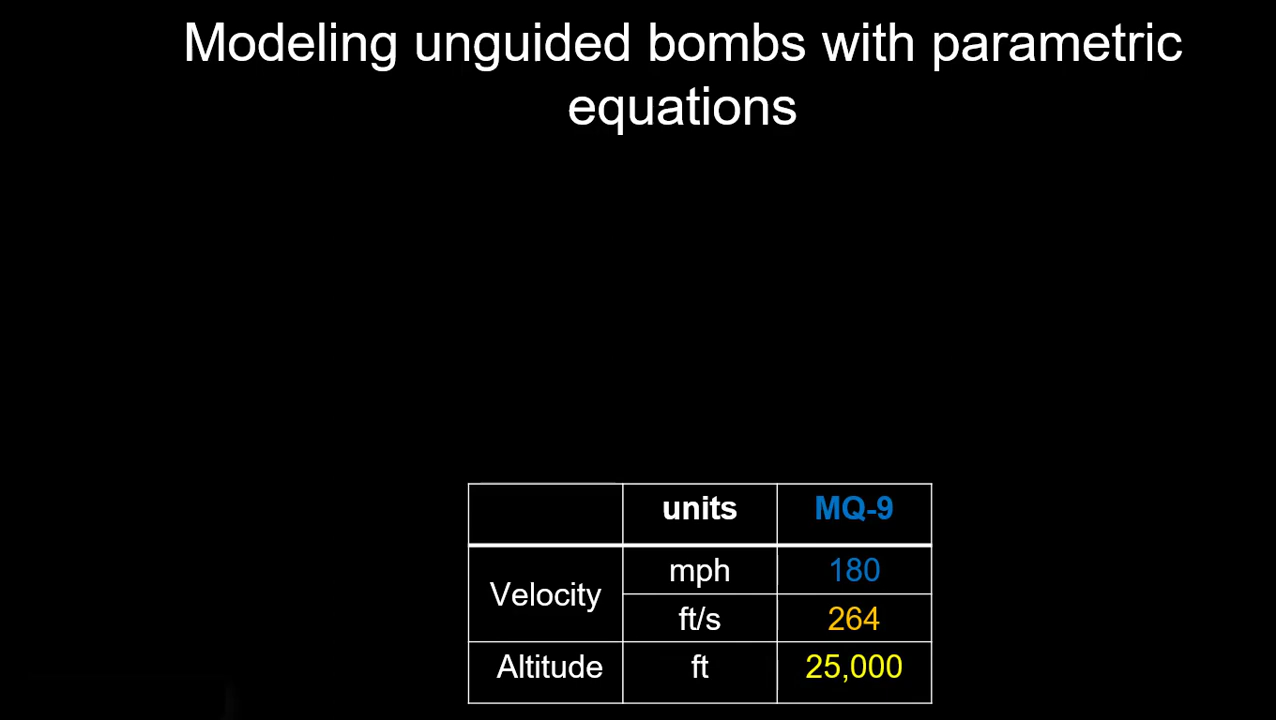 Modeling unguided bombs with parametric
equations
units MQ-9
Velocity mph 180
ft/s 264
Altitude ft 25,000